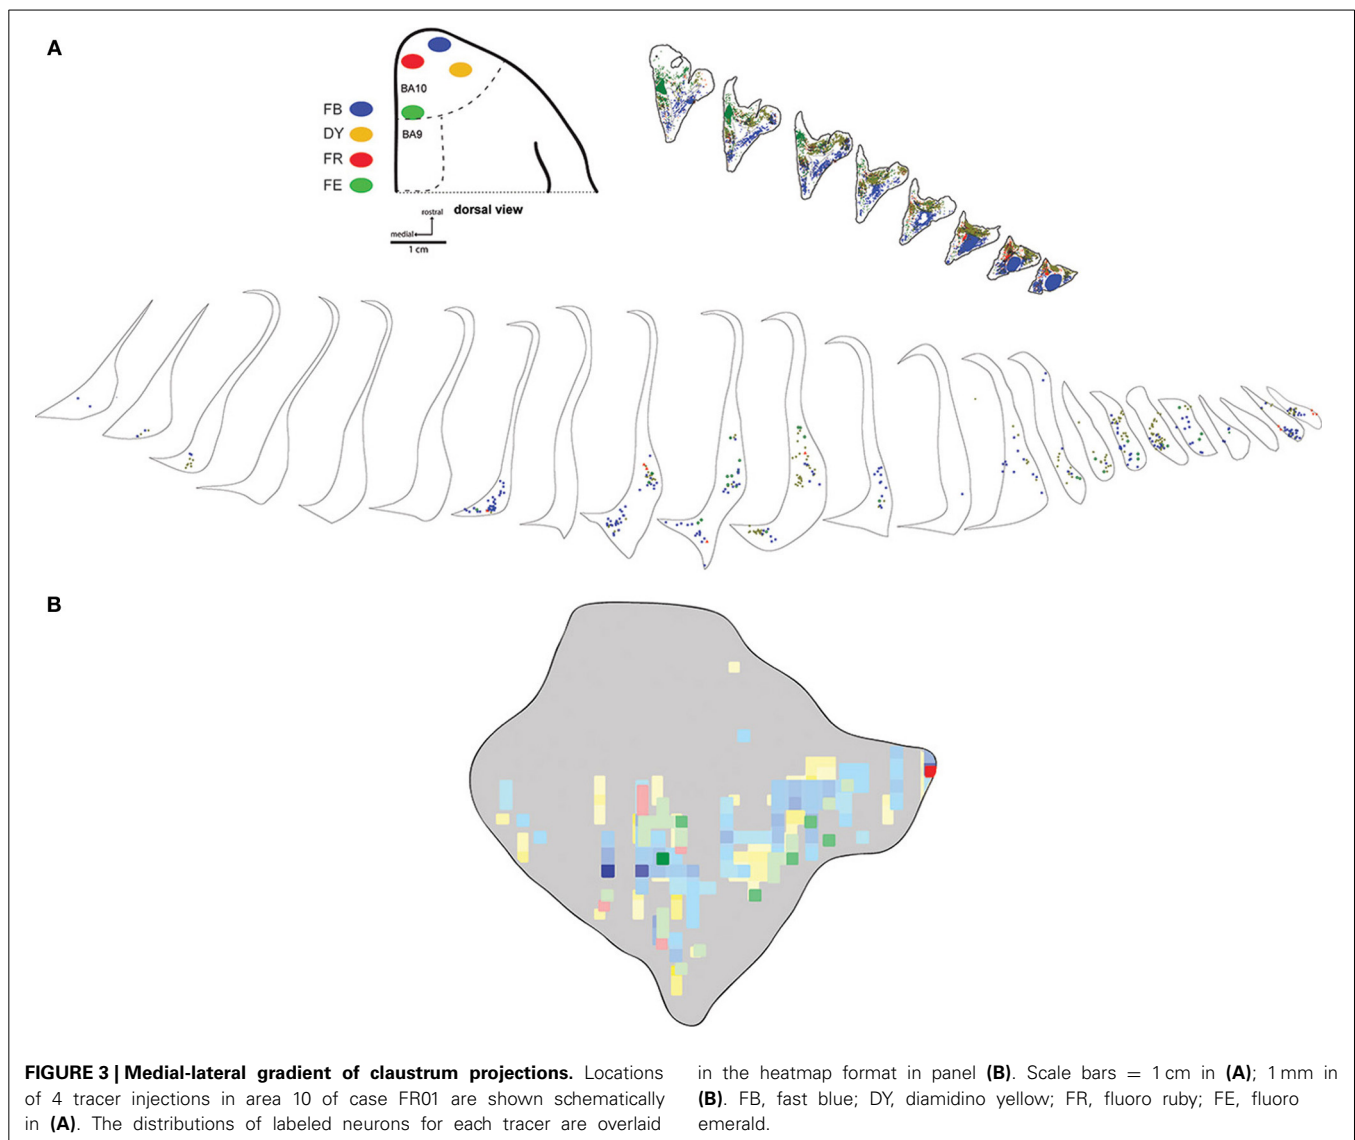 A
BA10
BA9
FB
DY
FR
FE
rostral
dorsal view
medial
1 cm
B
FIGURE 3 | Medial-lateral gradient of claustrum projections. Locations
of 4 tracer injections in area 10 of case FR01 are shown schematically
in (A). The distributions of labeled neurons for each tracer are overlaid
in the heatmap format in panel (B). Scale bars = 1 cm in (A); 1 mm in
(B). FB, fast blue; DY, diamidino yellow; FR, fluoro ruby; FE, fluoro
emerald.